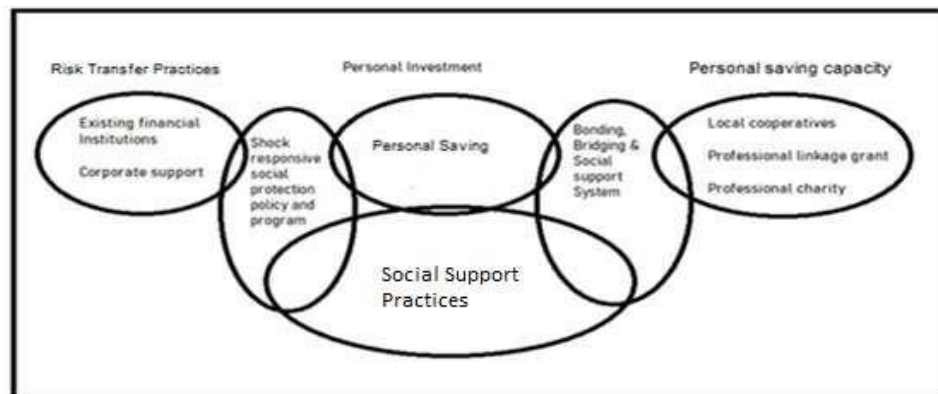 Risk Transfer Practices
Personal Investment
Personal saving capacity
Existing financial
Institutions
Corporate support
Shock
responsive
social
protection
policy and
program
Personal Saving
Bonding,
Bridging & 
Social
support
System
Local cooperatives
Professional linkage grant
Professional charity
Social Support
Practices